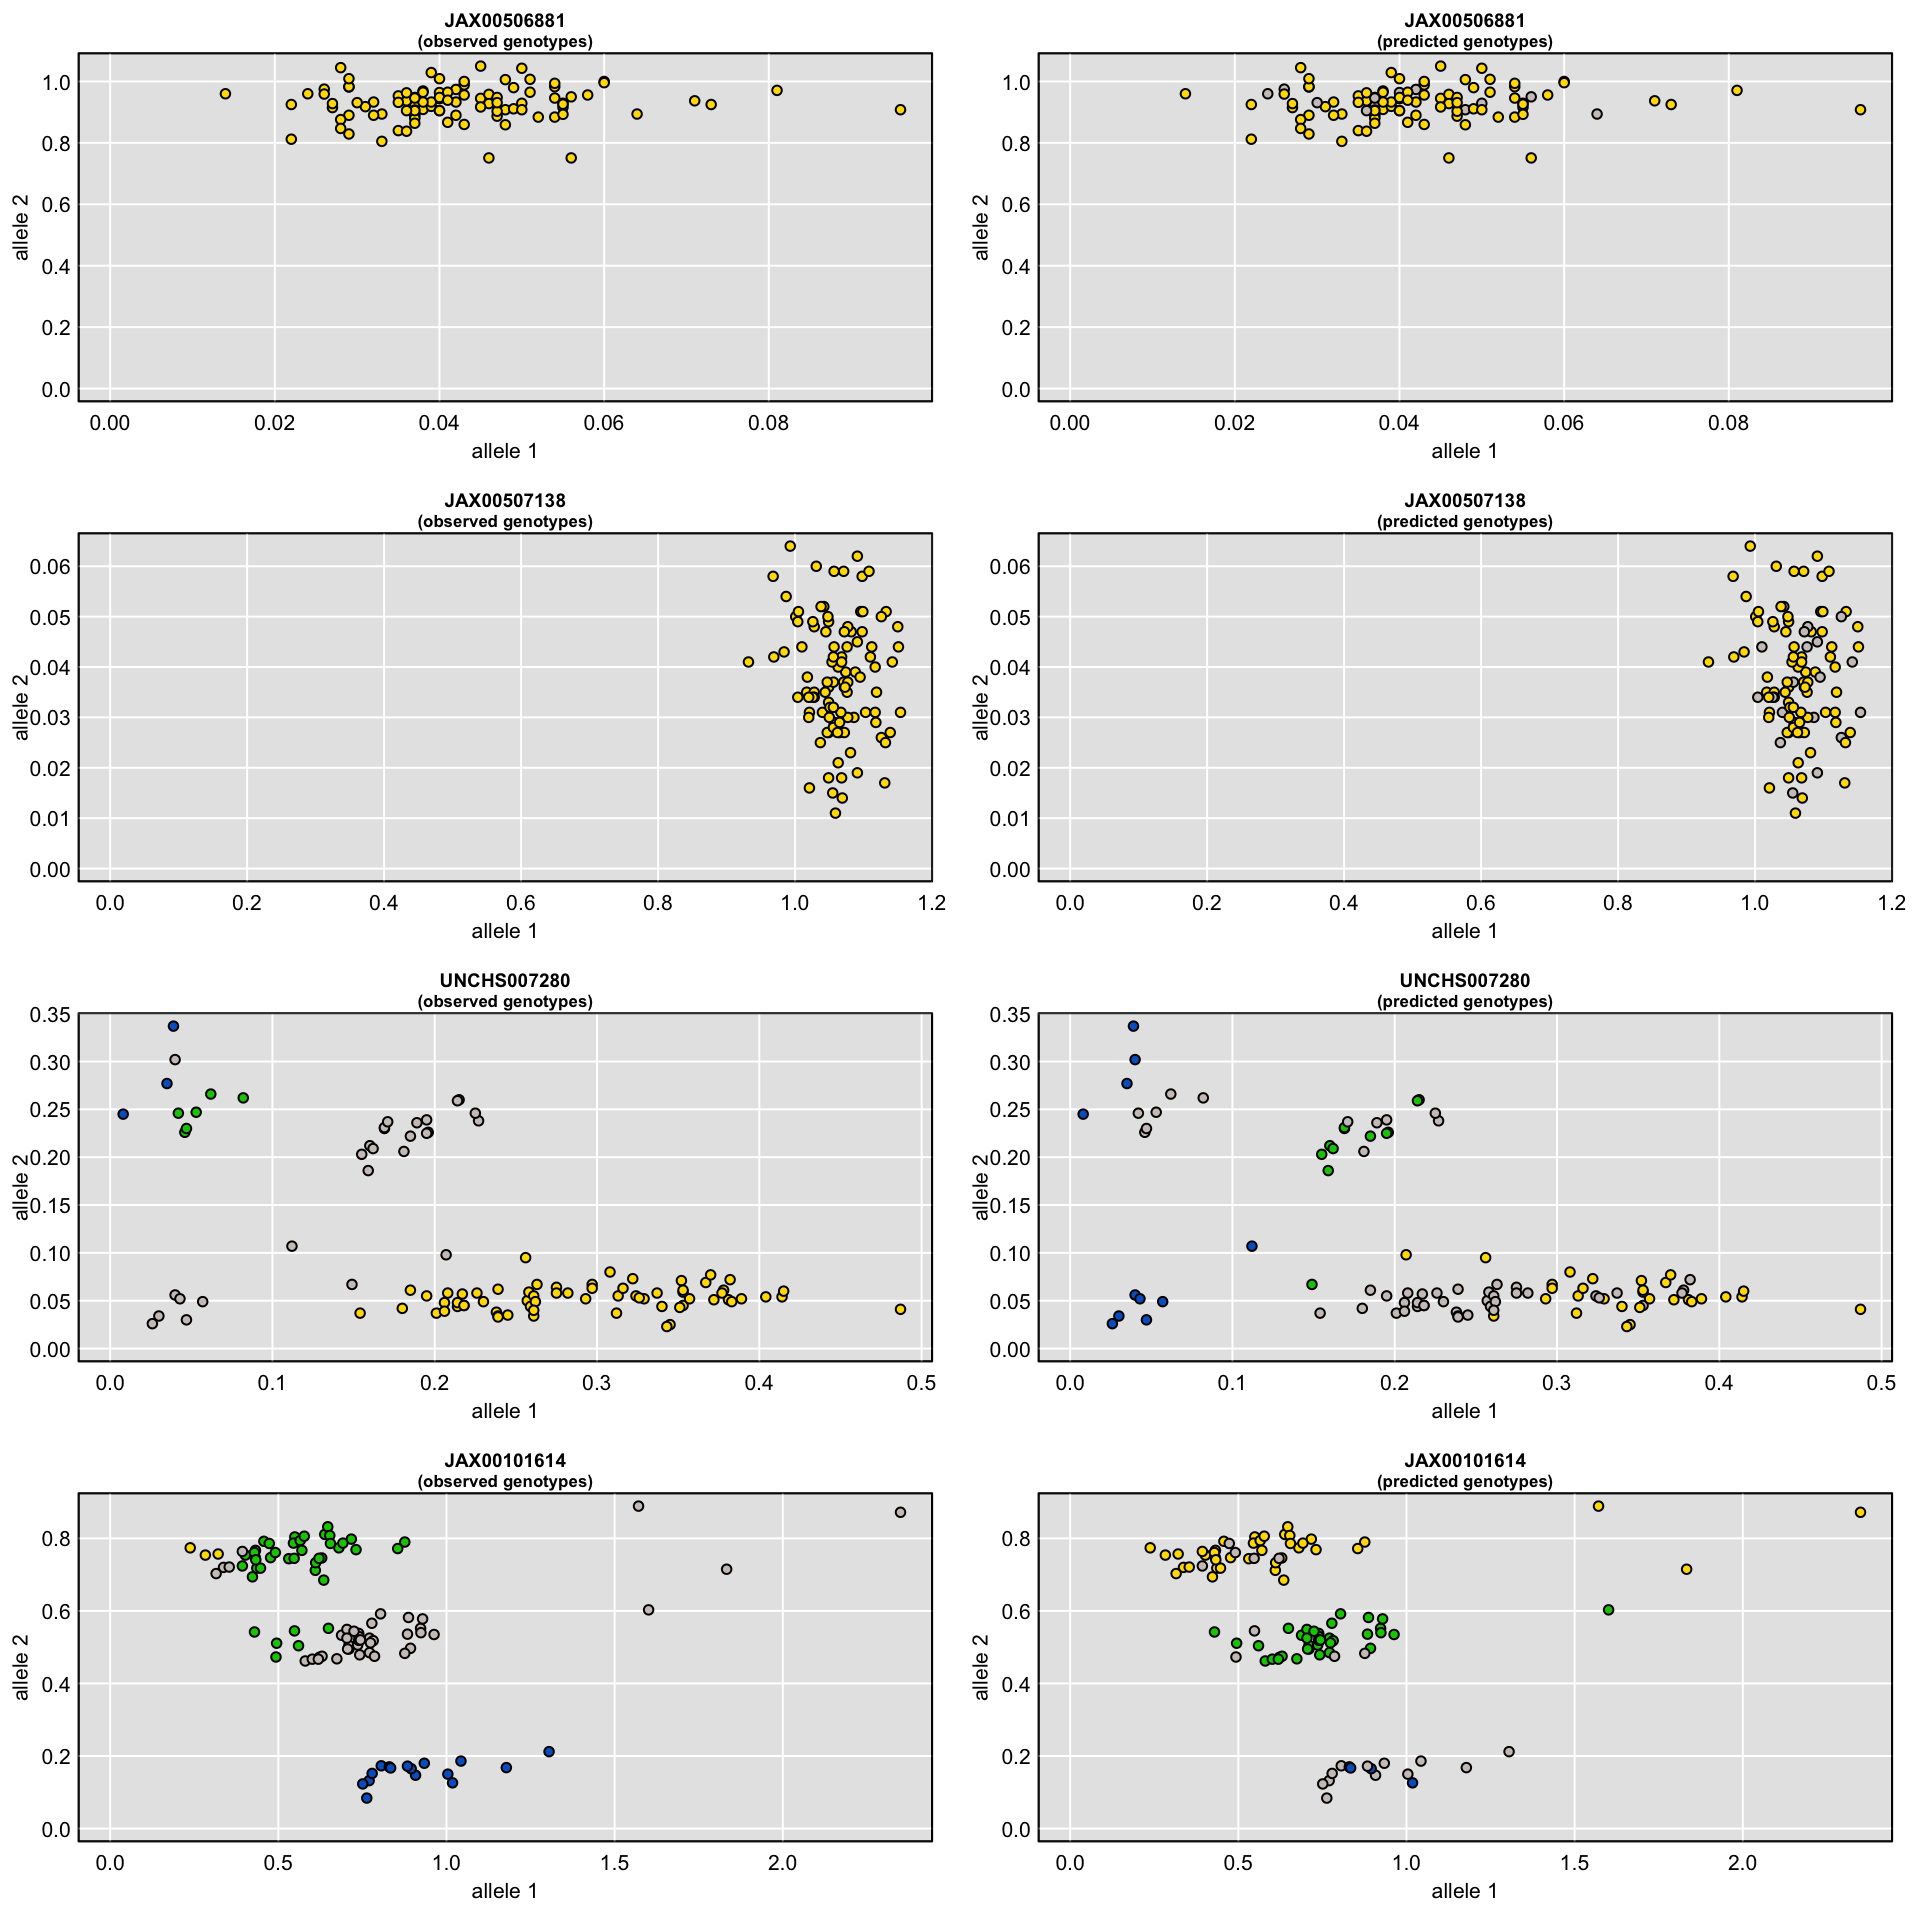 JAX00506881
(observed genotypes)
allele 2
1.0
0.8
0.6
0.4
0.2
0.0
0.00 0.02 0.04 0.06 0.08
allele 1
JAX00506881
(predicted genotypes)
allele 2
1.0
0.8
0.6
0.4
0.2
0.0
0.00 0.02 0.04 0.06 0.08
allele 1
JAX00507138
(observed genotypes)
allele 2
0.06
0.05
0.04
0.03
0.02
0.01
0.00
0.0 0.2 0.4 0.6 0.8 1.0 1.2
allele 1
JAX00507138
(predicted genotypes)
allele 2
0.06
0.05
0.04
0.03
0.02
0.01
0.00
0.0 0.2 0.4 0.6 0.8 1.0 1.2
allele 1
UNCHS007280
(observed genotypes)
allele 2
0.35
0.30
0.25
0.20
0.15
0.10
0.05
0.00
0.0 0.1 0.2 0.3 0.4 0.5
allele 1
UNCHS007280
(predicted genotypes)
allele 2
0.35
0.30
0.25
0.20
0.15
0.10
0.05
0.00
0.0 0.1 0.2 0.3 0.4 0.5
allele 1
JAX00101614
(observed genotypes)
allele 2
0.8
0.6
0.4
0.2
0.0
0.0 0.5 1.0 1.5 2.0
allele 1
JAX00101614
(predicted genotypes)
allele 2
0.8
0.6
0.4
0.2
0.0
0.0 0.5 1.0 1.5 2.0
allele 1